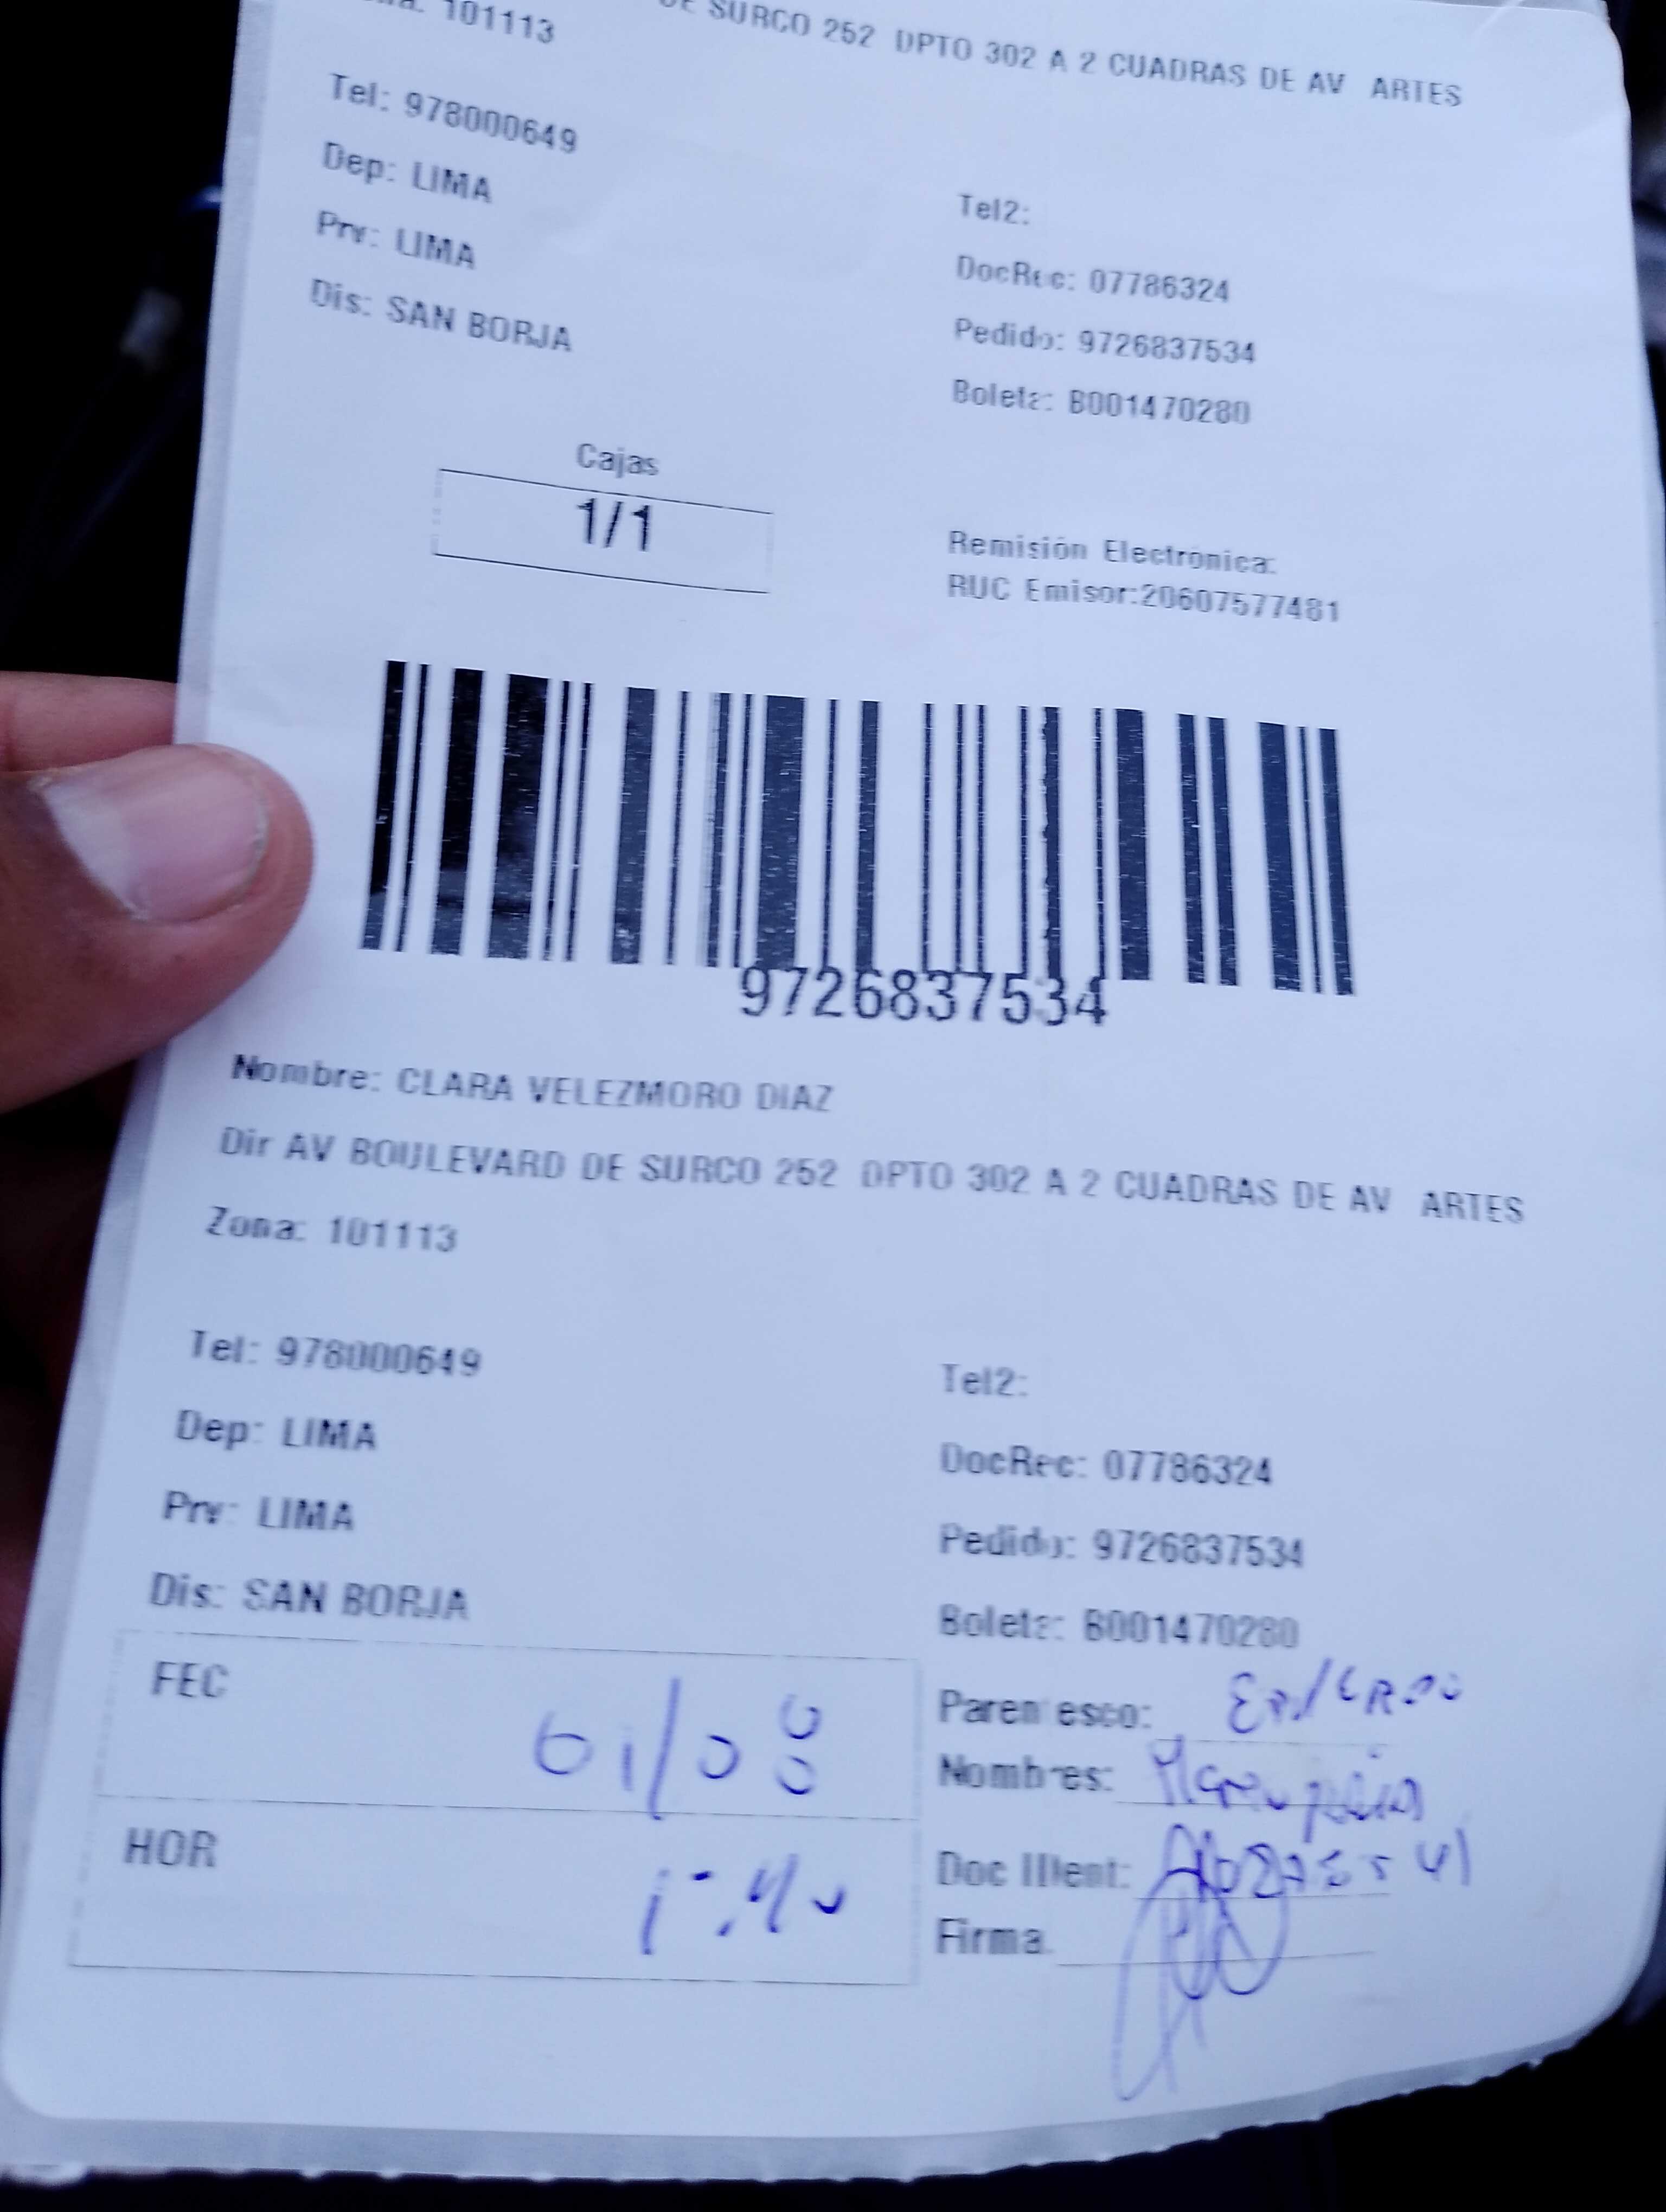 101113
DE SURCO 252 DPTO 302 A 2 CUADRAS DE AV ARTES
Tel: 978000649
Dep: LIMA
Prv: LIMA
Dis: SAN BORJA
Tel2:
DocRec: 07786324
Pedido: 9726837534
Boleta: B001470280
Cajas
1/1
Remisión Electrónica:
RUC Emisor:20607577481
9726837534
Nombre: CLARA VELEZMORO DIAZ
Dir AV BOULEVARD DE SURCO 252 DPTO 302 A 2 CUADRAS DE AV ARTES
Zona: 101113
Tel: 978000649
Dep: LIMA
Prv: LIMA
Dis: SAN BORJA
Tel2:
DocRec: 07786324
Pedido: 9726837534
Boleta: B001470280
FEC
HOR
Parentesco:
Nombres:
Doc Ident:
Firma